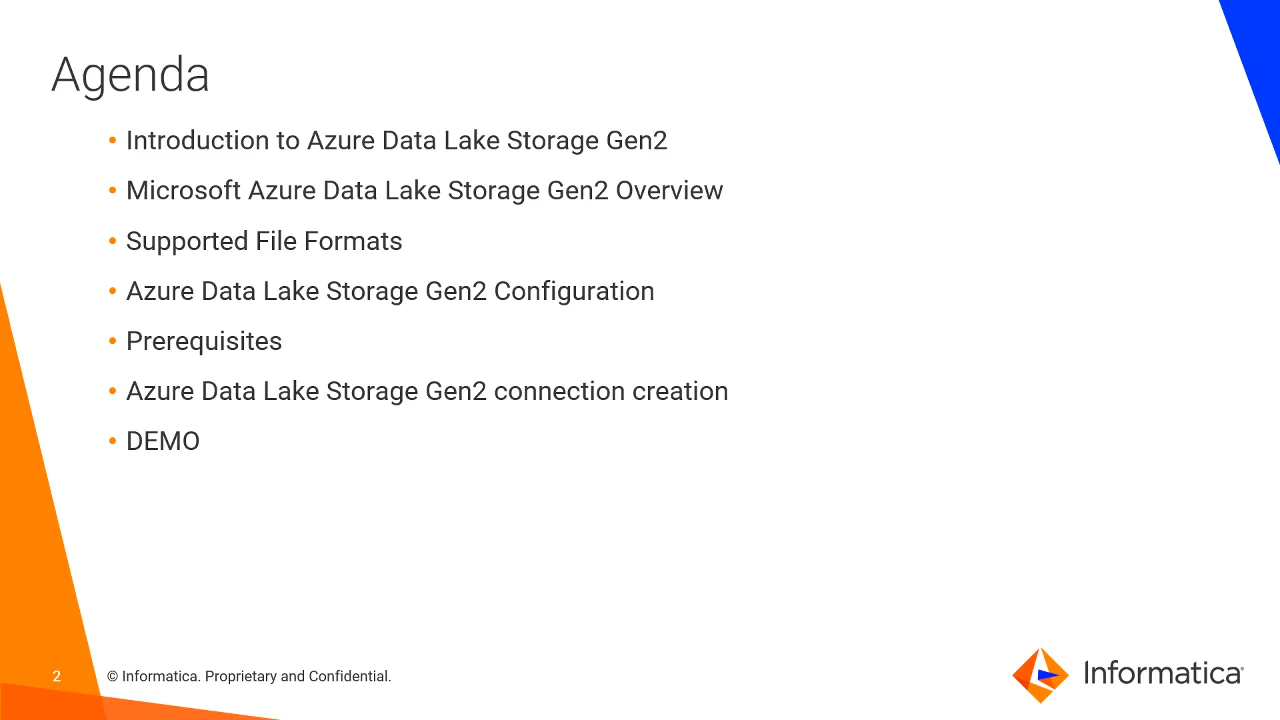 Agenda
• Introduction to Azure Data Lake Storage Gen2
• Microsoft Azure Data Lake Storage Gen2 Overview
• Supported File Formats
• Azure Data Lake Storage Gen2 Configuration
• Prerequisites
• Azure Data Lake Storage Gen2 connection creation
• DEMO
2
© Informatica. Proprietary and Confidential.
Informatica